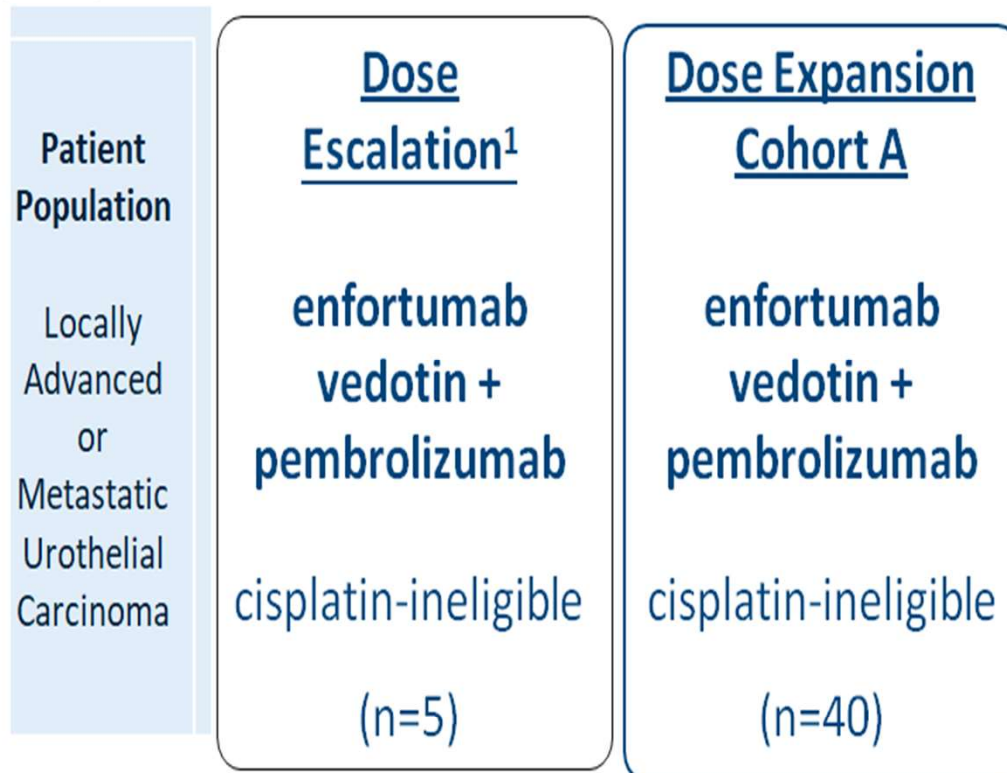 Patient
Population
Locally
Advanced
or
Metastatic
Urothelial
Carcinoma
Dose
Escalation¹
enfortumab
vedotin +
pembrolizumab
cisplatin-ineligible
(n=5)
Dose Expansion
Cohort A
enfortumab
vedotin +
pembrolizumab
cisplatin-ineligible
(n=40)